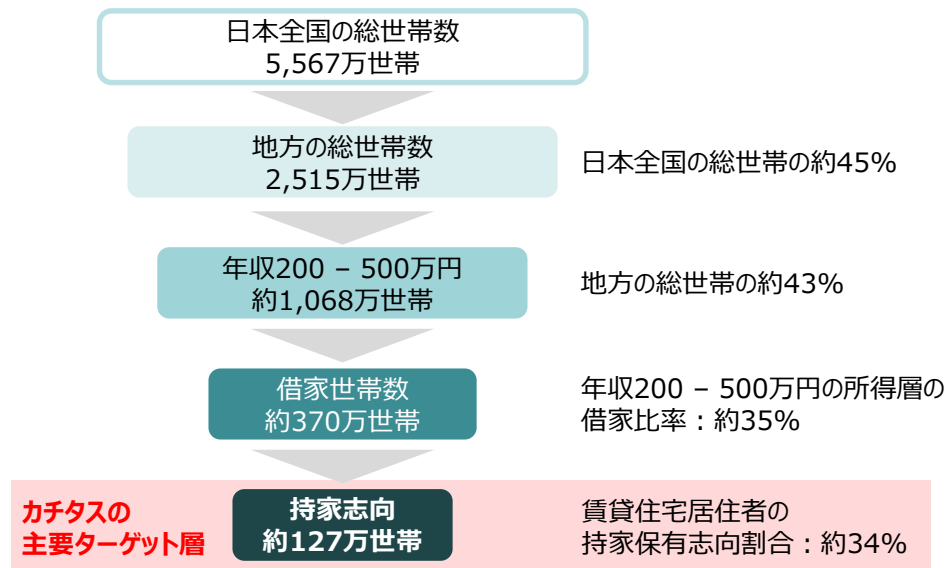 日本全国の総世帯数
5,567万世帯
地方の総世帯数
2,515万世帯
日本全国の総世帯の約45%
年収200 – 500万円
約1,068万世帯
地方の総世帯の約43%
借家世帯数
約370万世帯
年収200 – 500万円の所得層の
借家比率：約35%
カチタスの
主要ターゲット層
持家志向
約127万世帯
賃貸住宅居住者の
持家保有志向割合：約34%